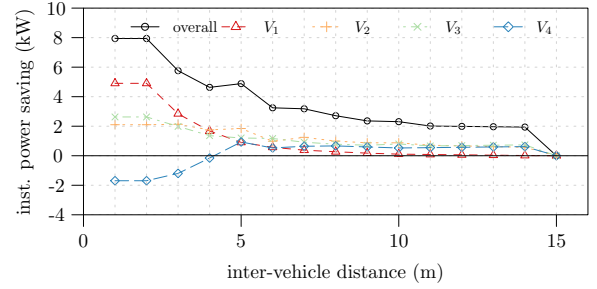 10
8
6
4
2
0
-2
-4
inst. power saving (kW)
overall V₁ V₂ V₃ V₄
0 5 10 15
inter-vehicle distance (m)